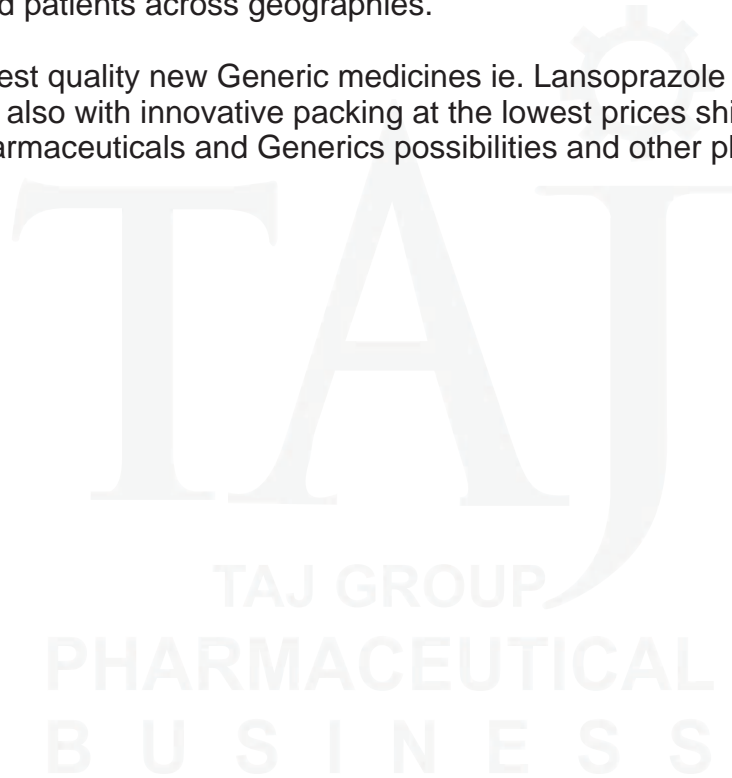 d patients across geographies.
est quality new Generic medicines ie. Lansoprazole
also with innovative packing at the lowest prices shi
armaceuticals and Generics possibilities and other pl
TAJ
TAJ GROUP
PHARMACEUTICAL
BUSINESS